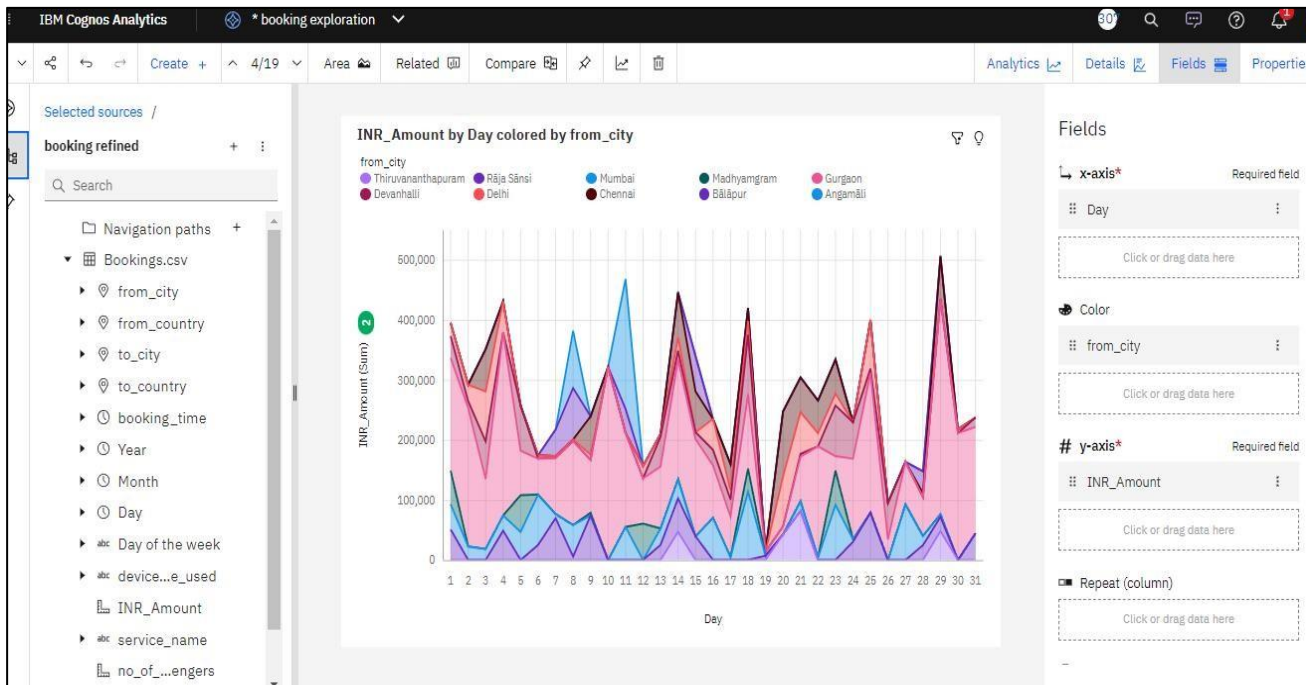 IBM Cognos Analytics
* booking exploration
30
1
Create +
4/19
Area
Related
Compare
Analytics
Details
Fields
Propertie
Selected sources /
booking refined
Search
Navigation paths
Bookings.csv
from_city
from_country
to_city
to_country
booking_time
Year
Month
Day
abc Day of the week
abc device...e_used
INR_Amount
abc service_name
no_of_...engers
INR_Amount by Day colored by from_city
from_city
Thiruvananthapuram Rāja Sānsi Mumbai Madhyamgram Gurgaon
Devanhalli Delhi Chennai Bālāpur Angamāli
INR_Amount (Sum) 2
500,000
400,000
300,000
200,000
100,000
0
1 2 3 4 5 6 7 8 9 10 11 12 13 14 15 16 17 18 19 20 21 22 23 24 25 26 27 28 29 30 31
Day
Fields
x-axis* Required field
Day
Click or drag data here
Color
from_city
Click or drag data here
# y-axis* Required field
INR_Amount
Click or drag data here
Repeat (column)
Click or drag data here